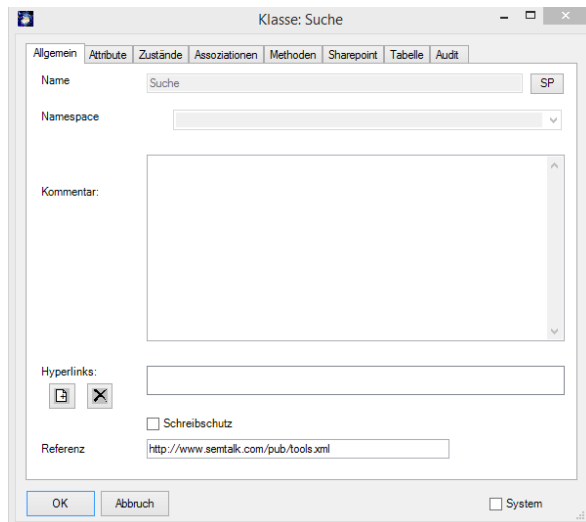 Klasse: Suche
Allgemein Attribute Zustände Assoziationen Methoden Sharepoint Tabelle Audit
Name Suche SP
Namespace
Kommentar:
Hyperlinks:
Schreibschutz
Referenz http://www.semtalk.com/pub/tools.xml
OK Abbruch System